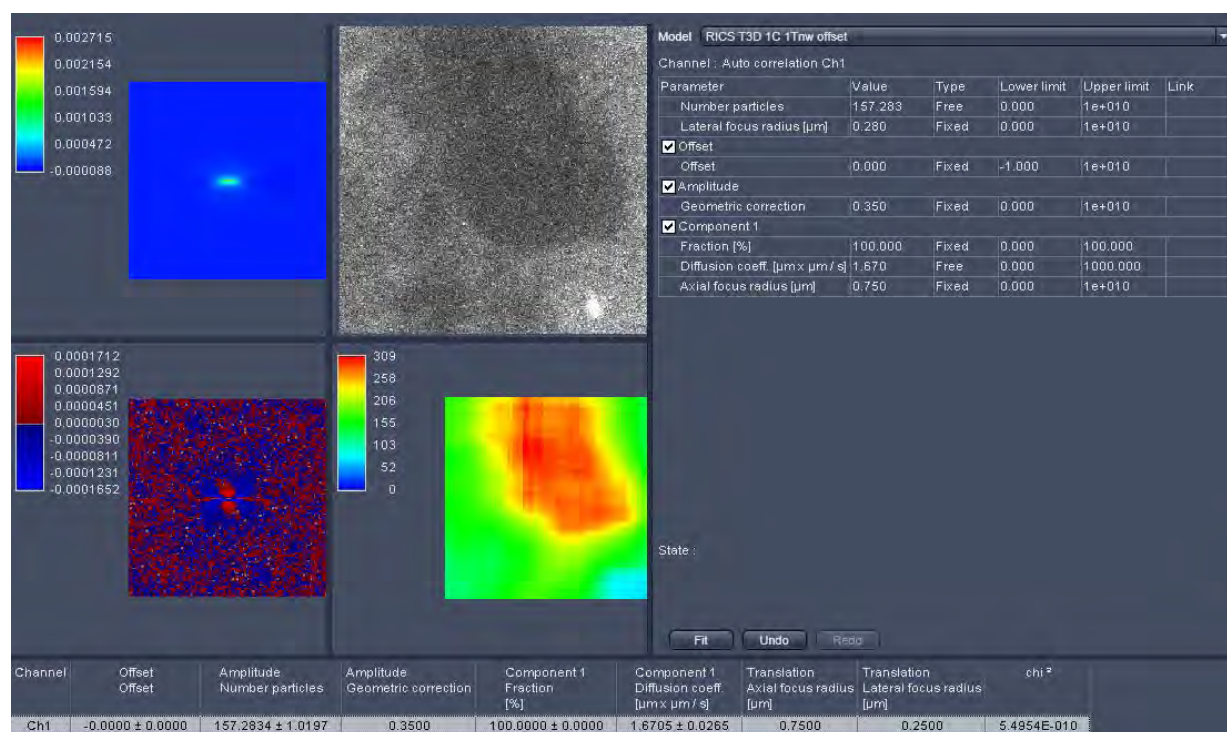 0.002715
0.002154
0.001594
0.001033
0.000472
-0.000088
0.0001712
0.0001292
0.0000871
0.0000451
0.0000030
-0.0000390
-0.0000811
-0.0001231
-0.0001652
309
258
206
155
103
52
0
Model RICS T3D 1C 1Tnw offset
Channel : Auto correlation Ch1
Parameter Value Type Lower limit Upper limit Link
Number particles 157.283 Free 0.000 1e+010
Lateral focus radius [µm] 0.280 Fixed 0.000 1e+010
Offset
Offset 0.000 Fixed -1.000 1e+010
Amplitude
Geometric correction 0.350 Fixed 0.000 1e+010
Component 1
Fraction [%] 100.000 Fixed 0.000 100.000
Diffusion coeff. [µm x µm / s] 1.670 Free 0.000 1000.000
Axial focus radius [µm] 0.750 Fixed 0.000 1e+010
State :
Fit Undo Redo
Channel Offset Amplitude Amplitude Component 1 Component 1 Translation Translation chi ²
Offset Number particles Geometric correction Fraction Diffusion coeff. Axial focus radius Lateral focus radius
[%] [µm x µm / s] [µm] [µm]
Ch1 -0.0000 ± 0.0000 157.2834 ± 1.0197 0.3500 100.0000 ± 0.0000 1.6705 ± 0.0265 0.7500 0.2500 5.4954E-010